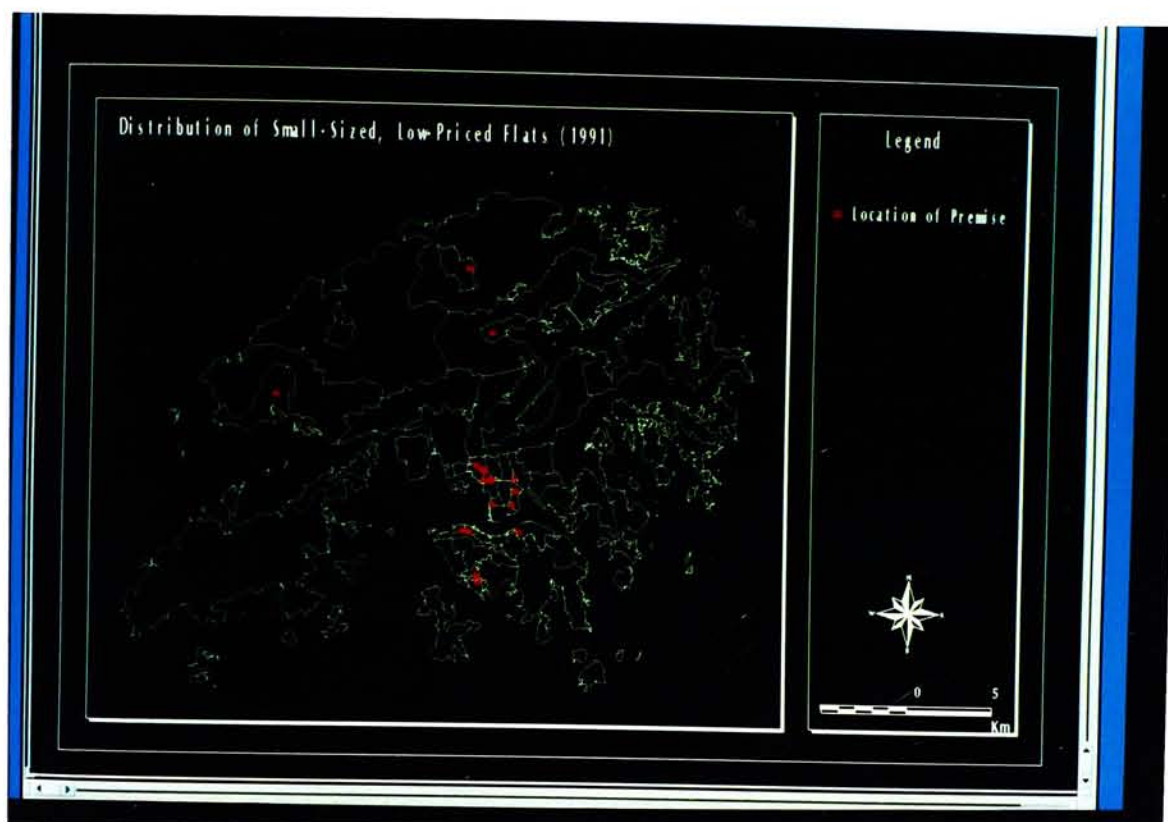 Distribution of Small-Sized, Low-Priced Flats (1991)
Legend
Location of Premise
0 5
Km